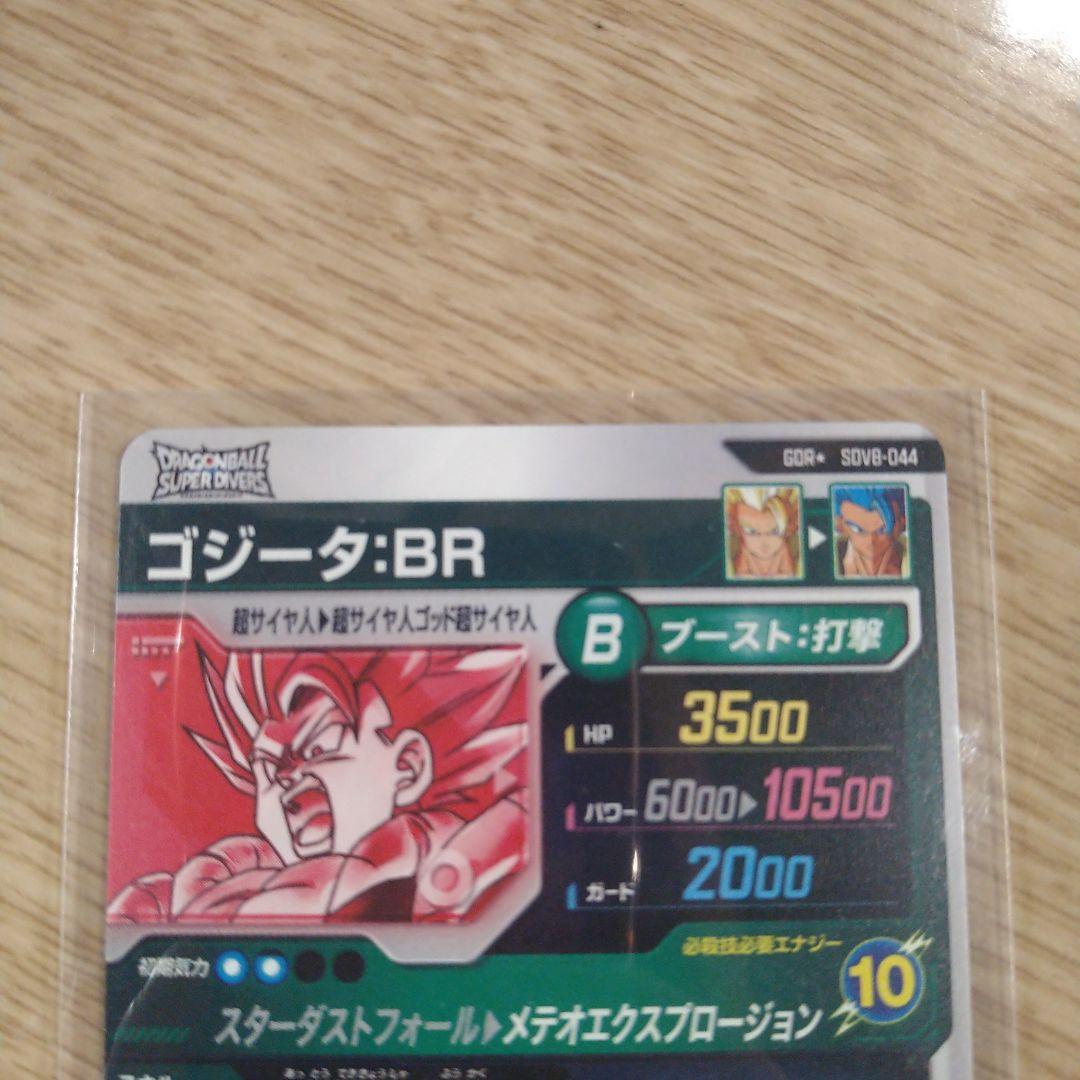 DRAGONBALL
SUPER DIVERS
GDR★ SDV8-044
ゴジータ:BR
超サイヤ人▶超サイヤ人ゴッド超サイヤ人
B ブースト:打撃
HP 3500
パワー 6000▶10500
ガード 2000
必殺技必要エナジー
初期気力
10
スターダストフォール▶メテオエクスプロージョン